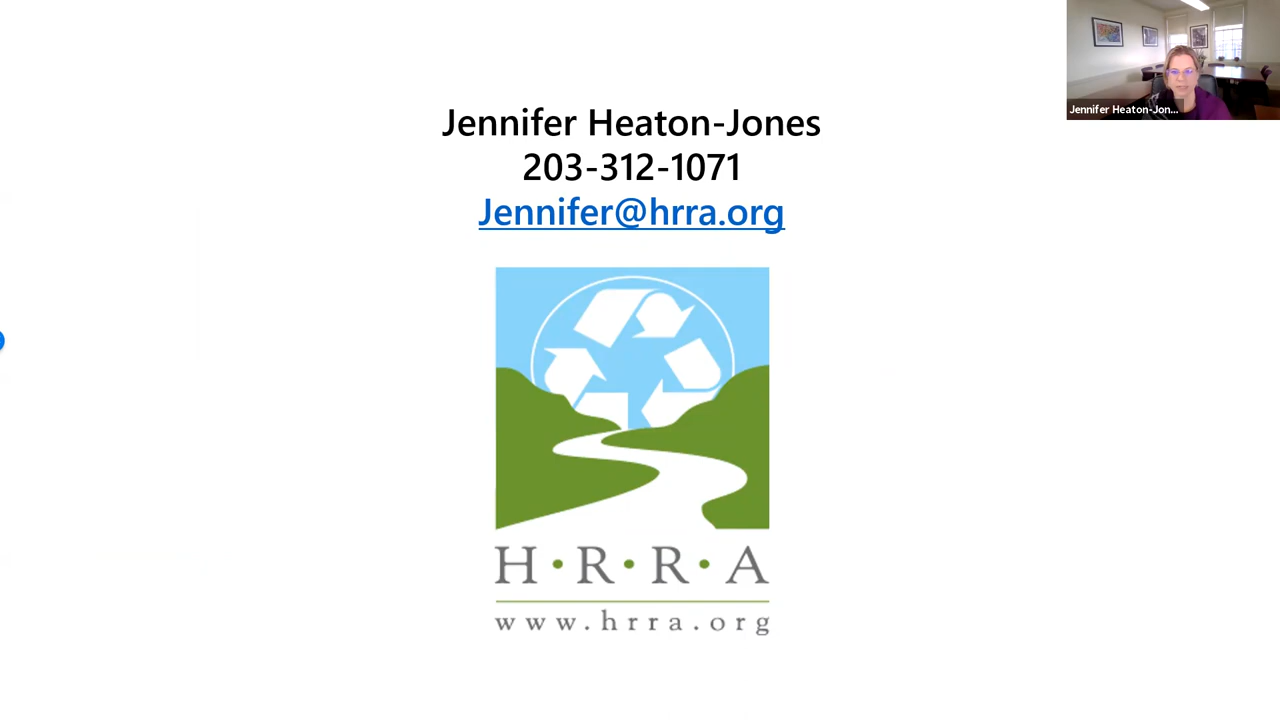 Jennifer Heaton-Jones
203-312-1071
Jennifer@hrra.org
H·R·R·A
www.hrra.org
Jennifer Heaton-Jon...